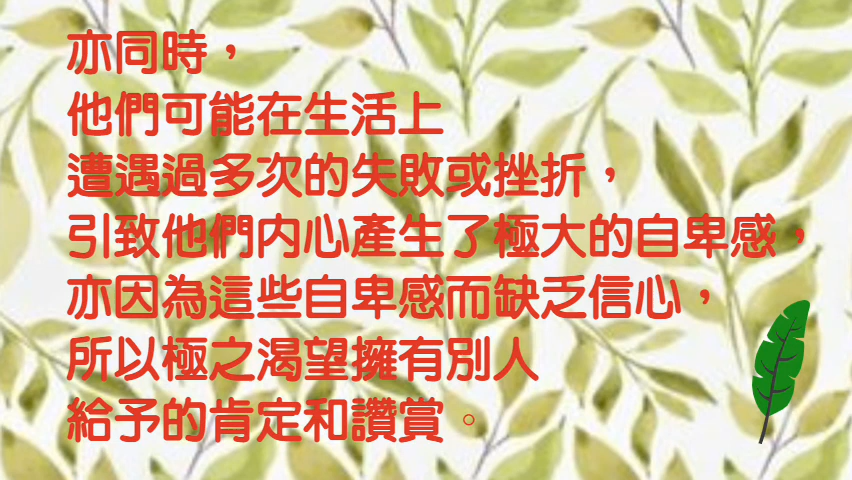 亦同時，
他們可能在生活上
遭遇過多次的失敗或挫折，
引致他們内心產生了極大的自卑感，
亦因為這些自卑感而缺乏信心，
所以極之渴望擁有別人
給予的肯定和讚賞。